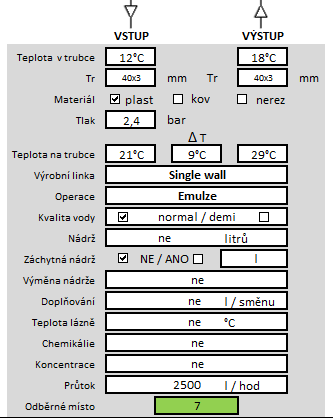 VSTUP VÝSTUP
Teplota v trubce 12°C 18°C
Tr 40x3 mm Tr 40x3 mm
Materiál plast kov nerez
Tlak 2,4 bar
Δ T
Teplota na trubce 21°C 9°C 29°C
Výrobní linka Single wall
Operace Emulze
Kvalita vody normal / demi
Nádrž ne litrů
Záchytná nádrž NE / ANO l
Výměna nádrže ne
Doplňování ne l / směnu
Teplota lázně ne °C
Chemikálie ne
Koncentrace ne
Průtok 2500 l / hod
Odběrné místo 7